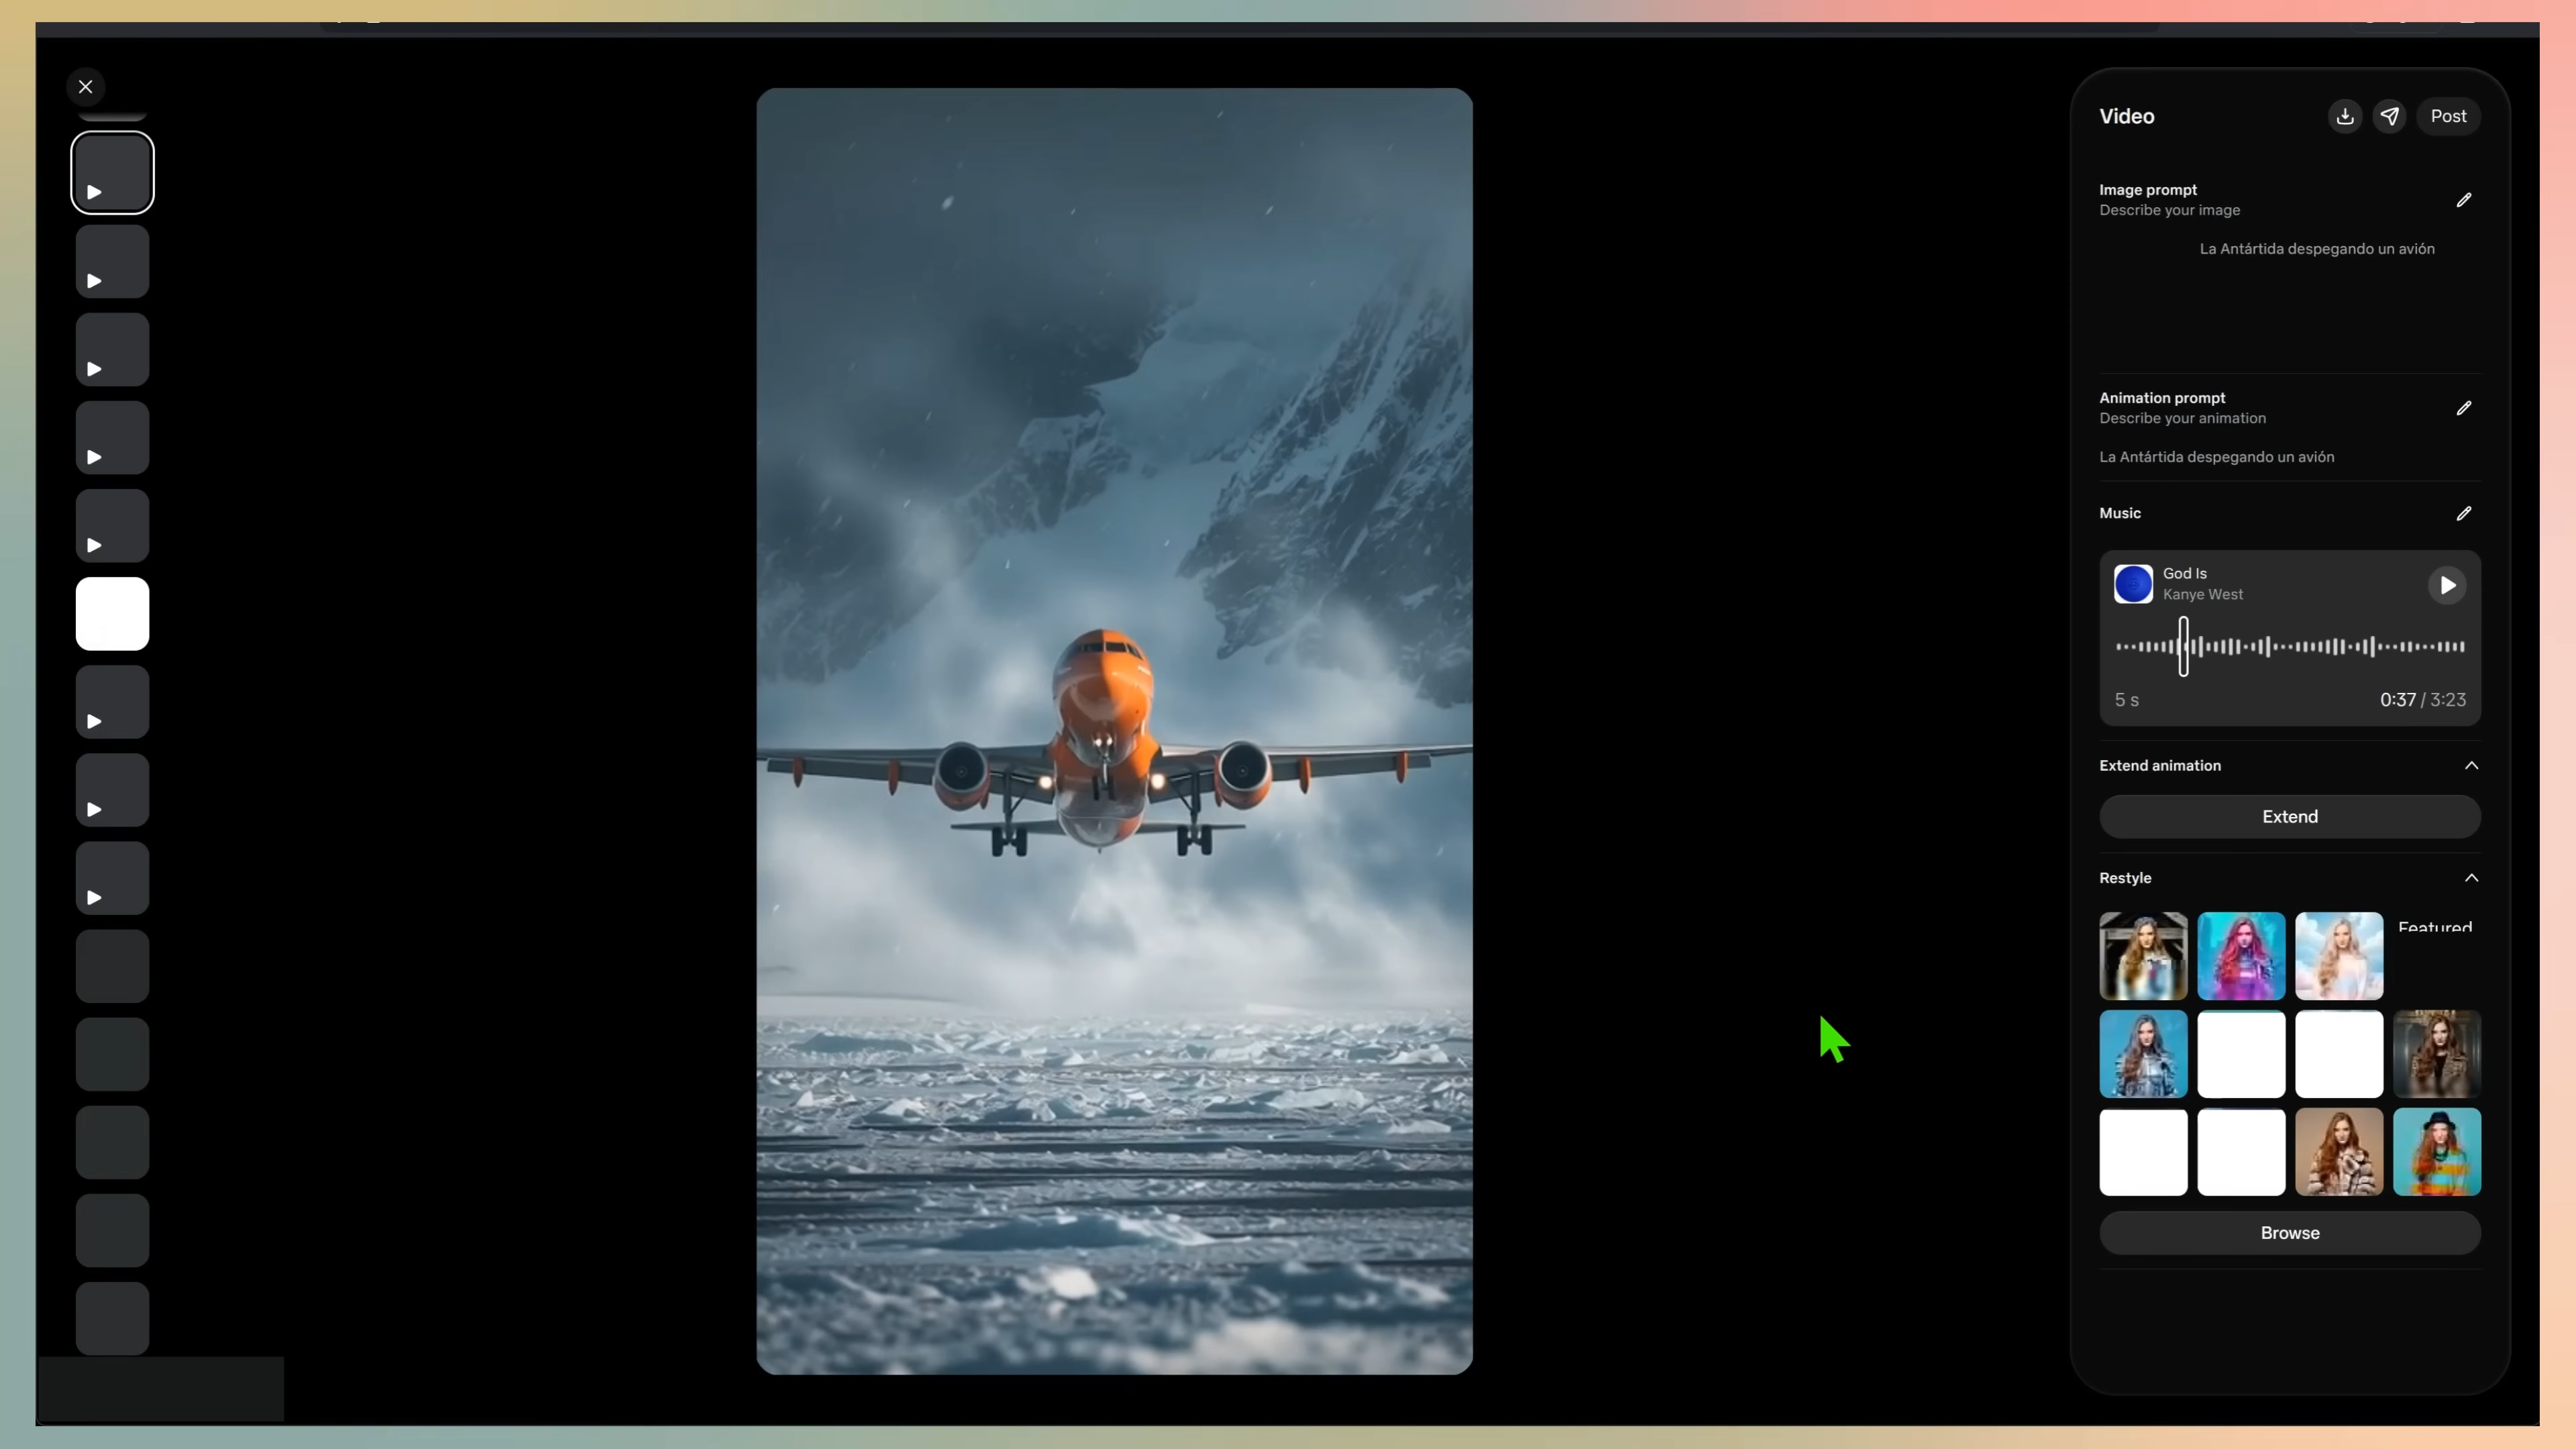 Video
Post
Image prompt
Describe your image
La Antártida despegando un avión
Animation prompt
Describe your animation
La Antártida despegando un avión
Music
God Is
Kanye West
5 s
0:37 / 3:23
Extend animation
Extend
Restyle
Featured
Browse